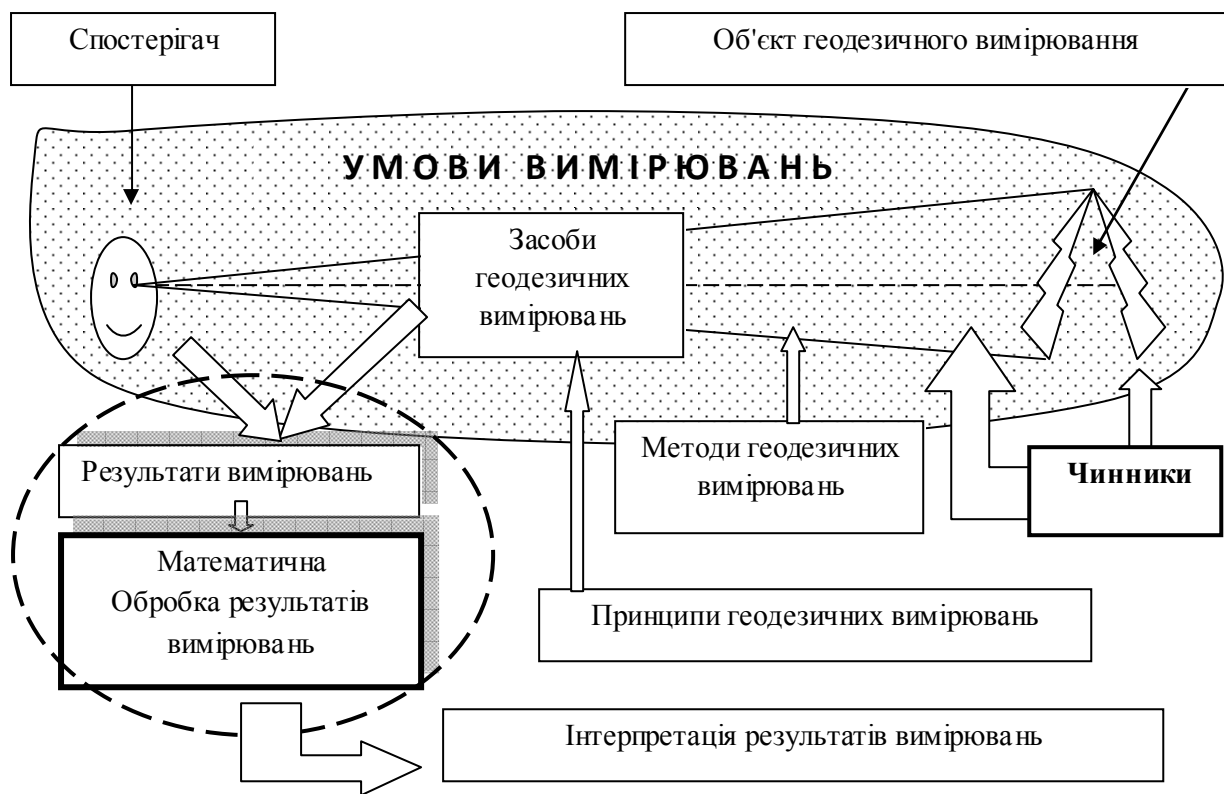 Спостерігач
Об'єкт геодезичного вимірювання
УМОВИ ВИМІРЮВАНЬ
Засоби
геодезичних
вимірювань
Результати вимірювань
Методи геодезичних
вимірювань
Чинники
Математична
Обробка результатів
вимірювань
Принципи геодезичних вимірювань
Інтерпретація результатів вимірювань